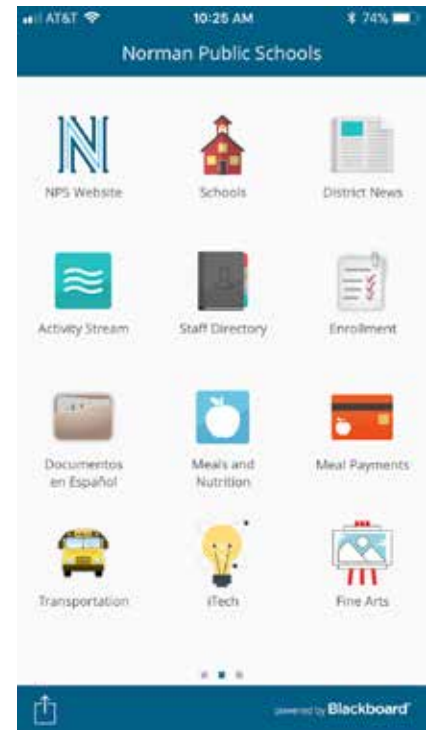 AT&T 10:25 AM 74%
Norman Public Schools
N
NPS Website Schools District News
Activity Stream Staff Directory Enrollment
Documentos Meals and Meal Payments
en Español Nutrition
Transportation iTech Fine Arts
powered by Blackboard